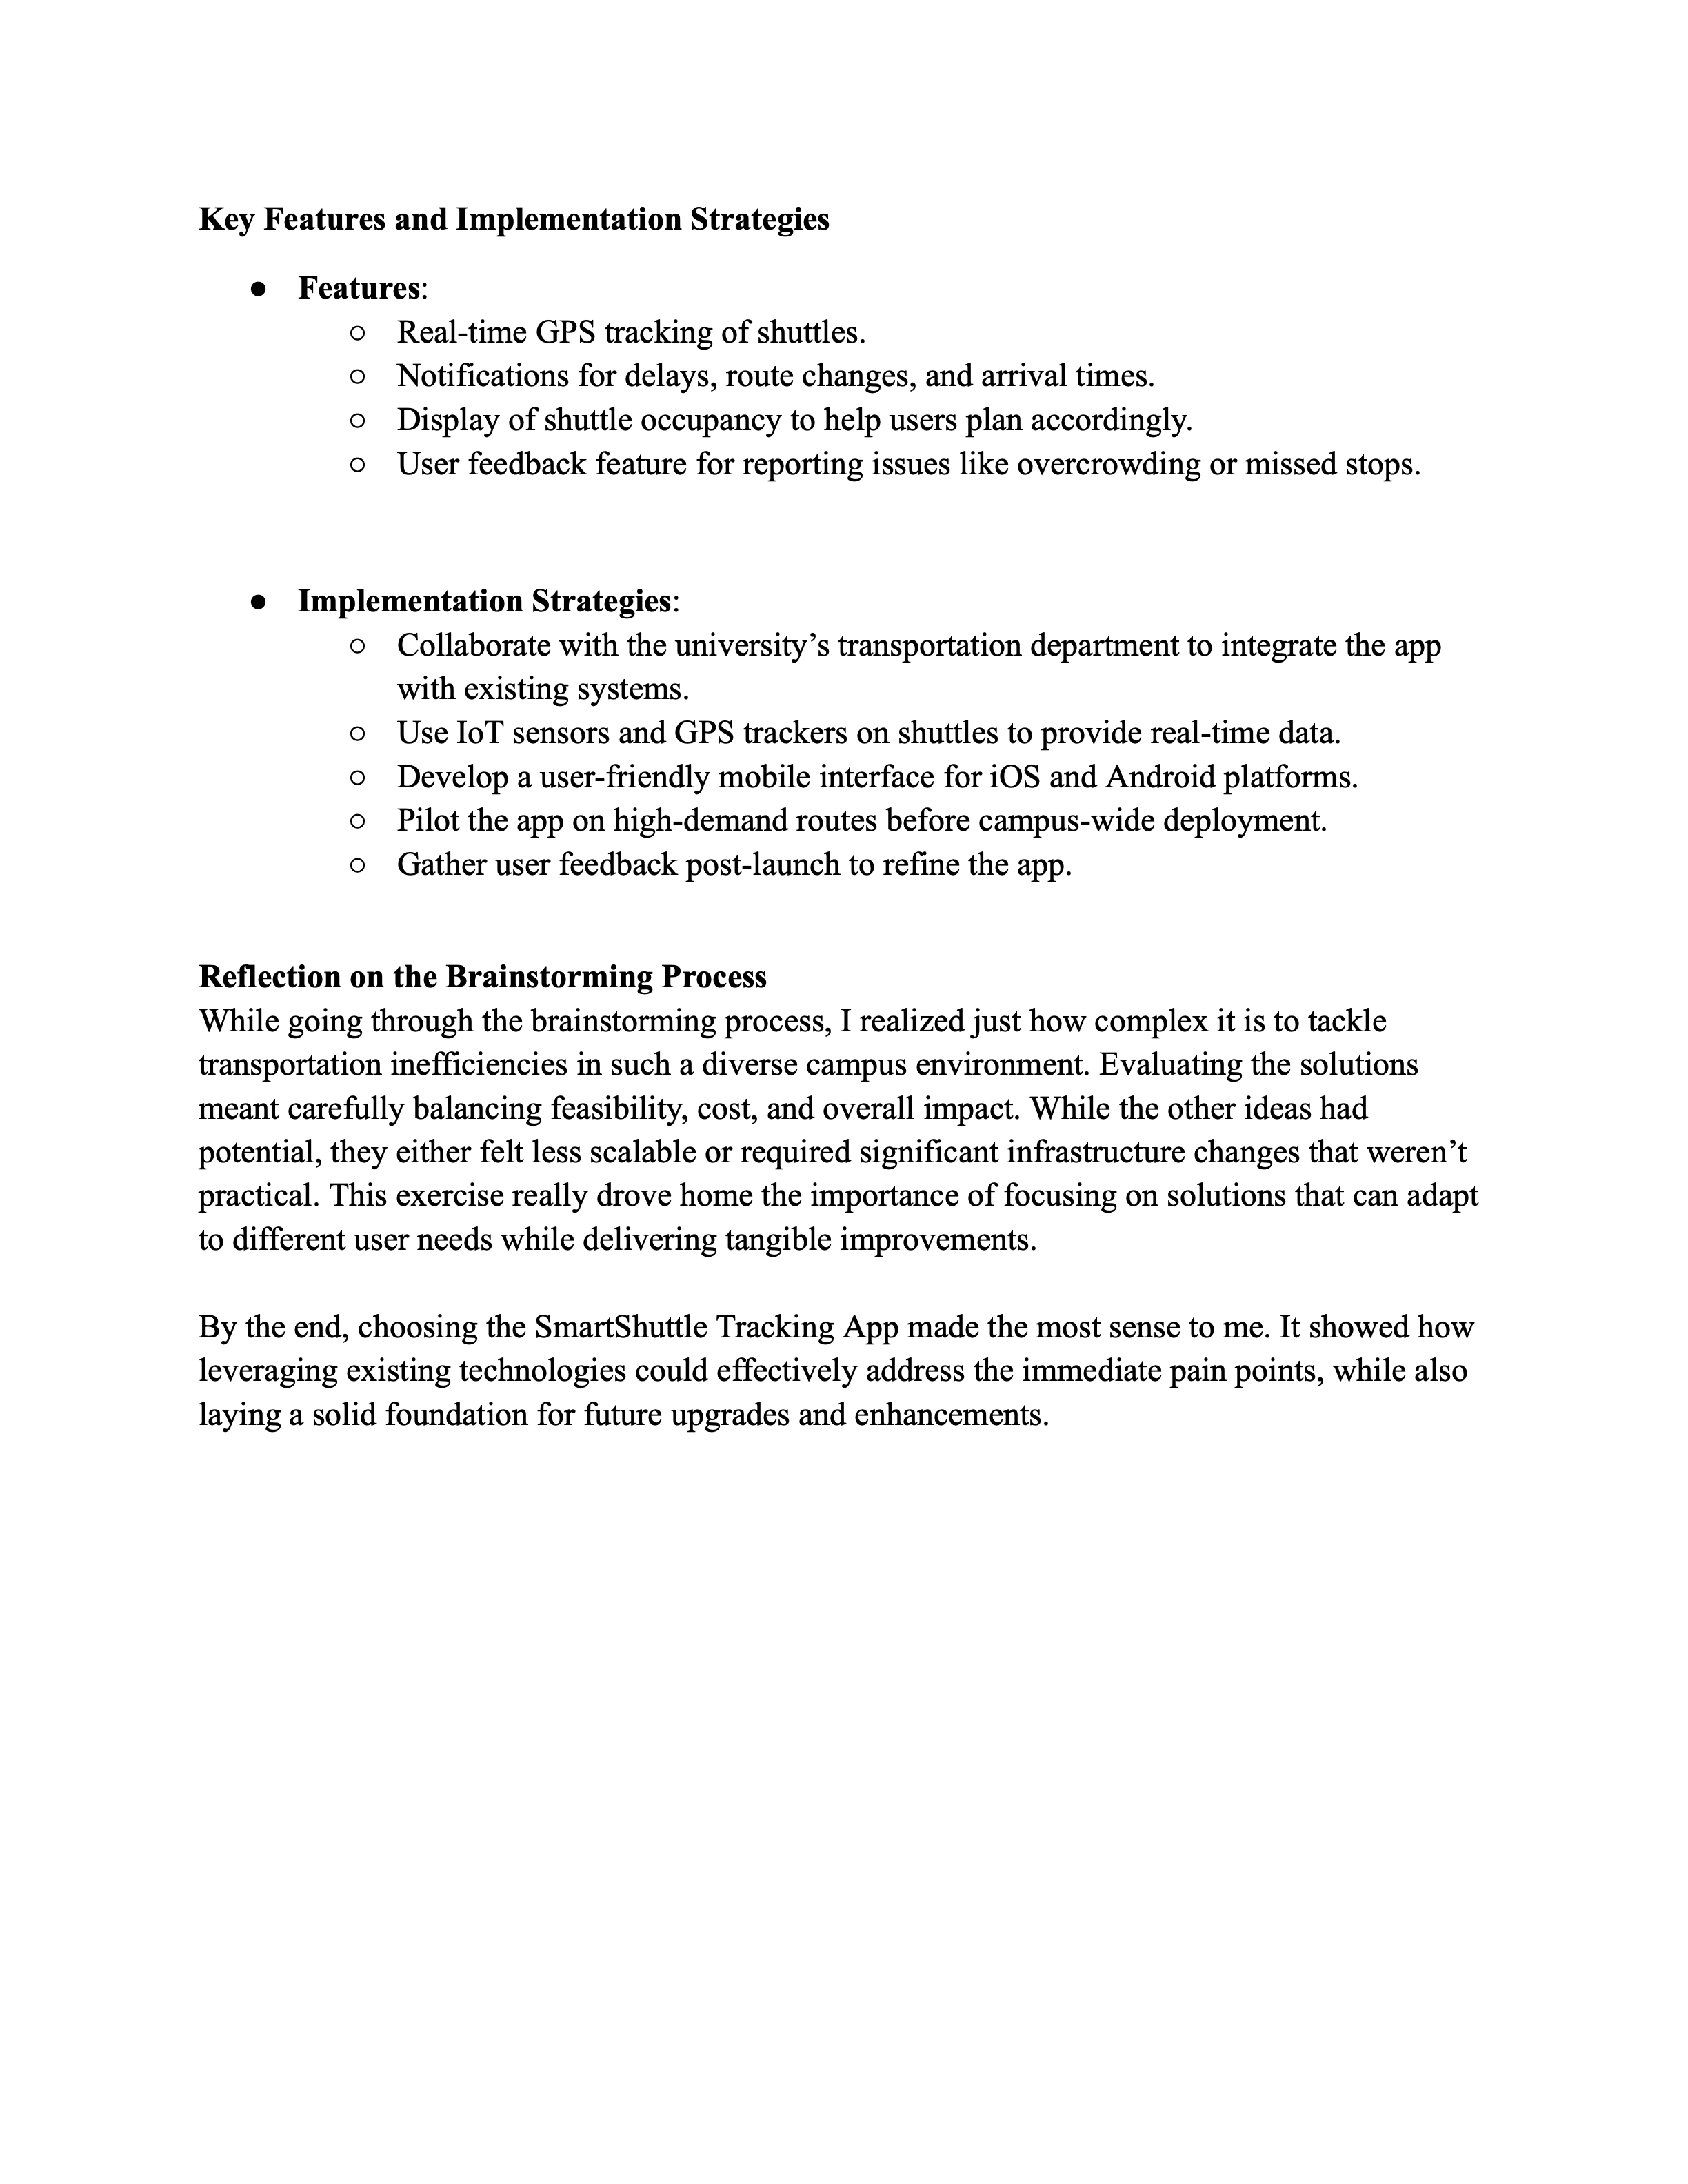 Key Features and Implementation Strategies
● Features:
○ Real-time GPS tracking of shuttles.
○ Notifications for delays, route changes, and arrival times.
○ Display of shuttle occupancy to help users plan accordingly.
○ User feedback feature for reporting issues like overcrowding or missed stops.
● Implementation Strategies:
○ Collaborate with the university’s transportation department to integrate the app
with existing systems.
○ Use IoT sensors and GPS trackers on shuttles to provide real-time data.
○ Develop a user-friendly mobile interface for iOS and Android platforms.
○ Pilot the app on high-demand routes before campus-wide deployment.
○ Gather user feedback post-launch to refine the app.
Reflection on the Brainstorming Process
While going through the brainstorming process, I realized just how complex it is to tackle
transportation inefficiencies in such a diverse campus environment. Evaluating the solutions
meant carefully balancing feasibility, cost, and overall impact. While the other ideas had
potential, they either felt less scalable or required significant infrastructure changes that weren’t
practical. This exercise really drove home the importance of focusing on solutions that can adapt
to different user needs while delivering tangible improvements.
By the end, choosing the SmartShuttle Tracking App made the most sense to me. It showed how
leveraging existing technologies could effectively address the immediate pain points, while also
laying a solid foundation for future upgrades and enhancements.